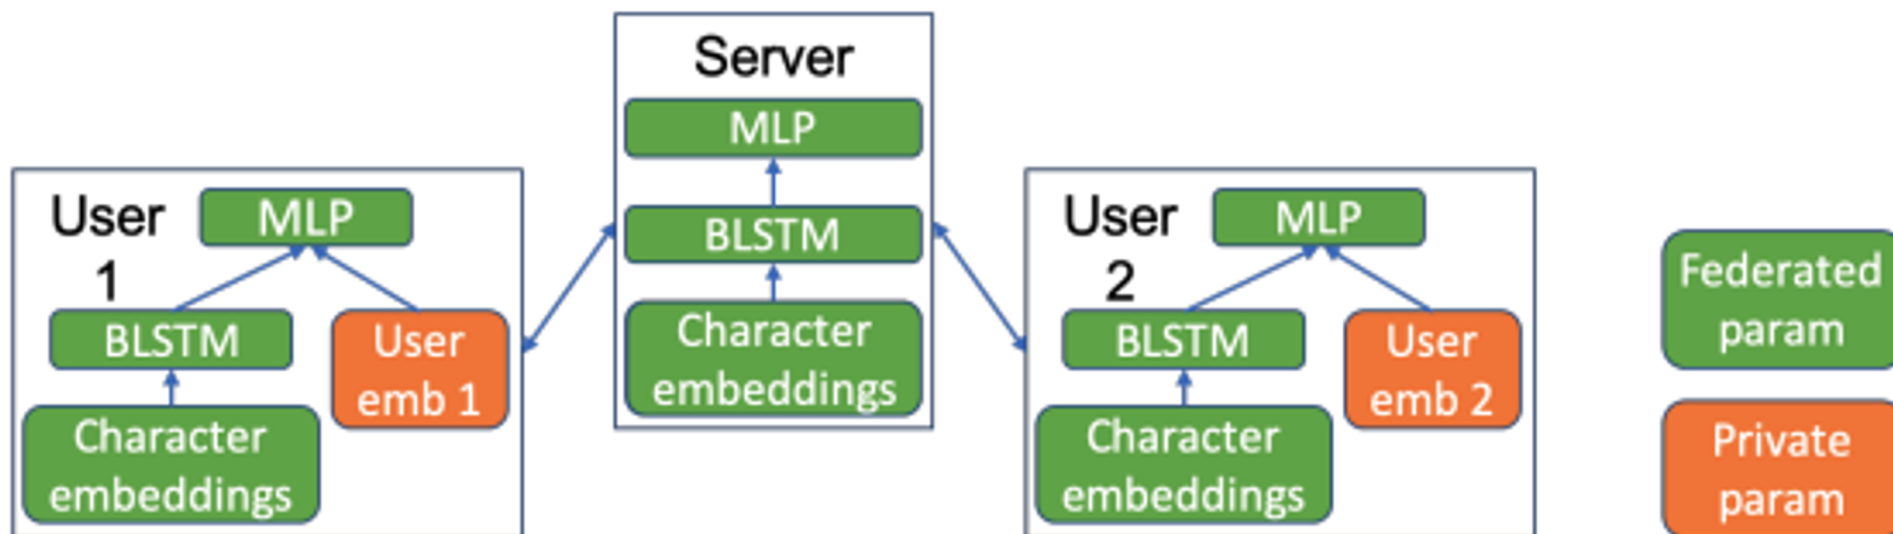 Server
MLP
BLSTM
Character
embeddings
User
1
MLP
BLSTM
User
emb 1
Character
embeddings
User
2
MLP
BLSTM
User
emb 2
Character
embeddings
Federated
param
Private
param